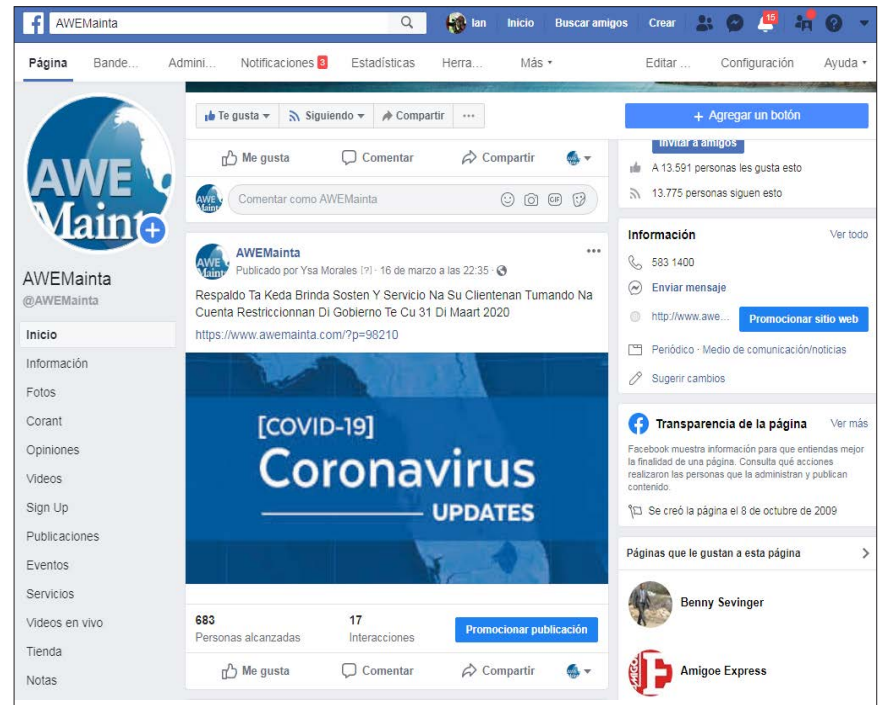 AWEMainta
Ian
Inicio
Buscar amigos
Crear
15
Página
Bande...
Admini...
Notificaciones 3
Estadísticas
Herra...
Más
Editar ...
Configuración
Ayuda
AWE
Mainta
AWEMainta
@AWEMainta
Inicio
Información
Fotos
Corant
Opiniones
Videos
Sign Up
Publicaciones
Eventos
Servicios
Videos en vivo
Tienda
Notas
Te gusta
Siguiendo
Compartir
Me gusta
Comentar
Compartir
Comentar como AWEMainta
GIF
AWEMainta
Publicado por Ysa Morales [?] · 16 de marzo a las 22:35 ·
Respaldo Ta Keda Brinda Sosten Y Servicio Na Su Clientenan Tumando Na
Cuenta Restriccionnan Di Gobierno Te Cu 31 Di Maart 2020
https://www.awemainta.com/?p=98210
[COVID-19]
Coronavirus
UPDATES
683
Personas alcanzadas
17
Interacciones
Promocionar publicación
Me gusta
Comentar
Compartir
+ Agregar un botón
Invitar a amigos
A 13.591 personas les gusta esto
13.775 personas siguen esto
Información
Ver todo
583 1400
Enviar mensaje
http://www.awe...
Promocionar sitio web
Periódico · Medio de comunicación/noticias
Sugerir cambios
Transparencia de la página
Ver más
Facebook muestra información para que entiendas mejor
la finalidad de una página. Consulta qué acciones
realizaron las personas que la administran y publican
contenido.
Se creó la página el 8 de octubre de 2009
Páginas que le gustan a esta página
Benny Sevinger
AMIGOE
Amigoe Express